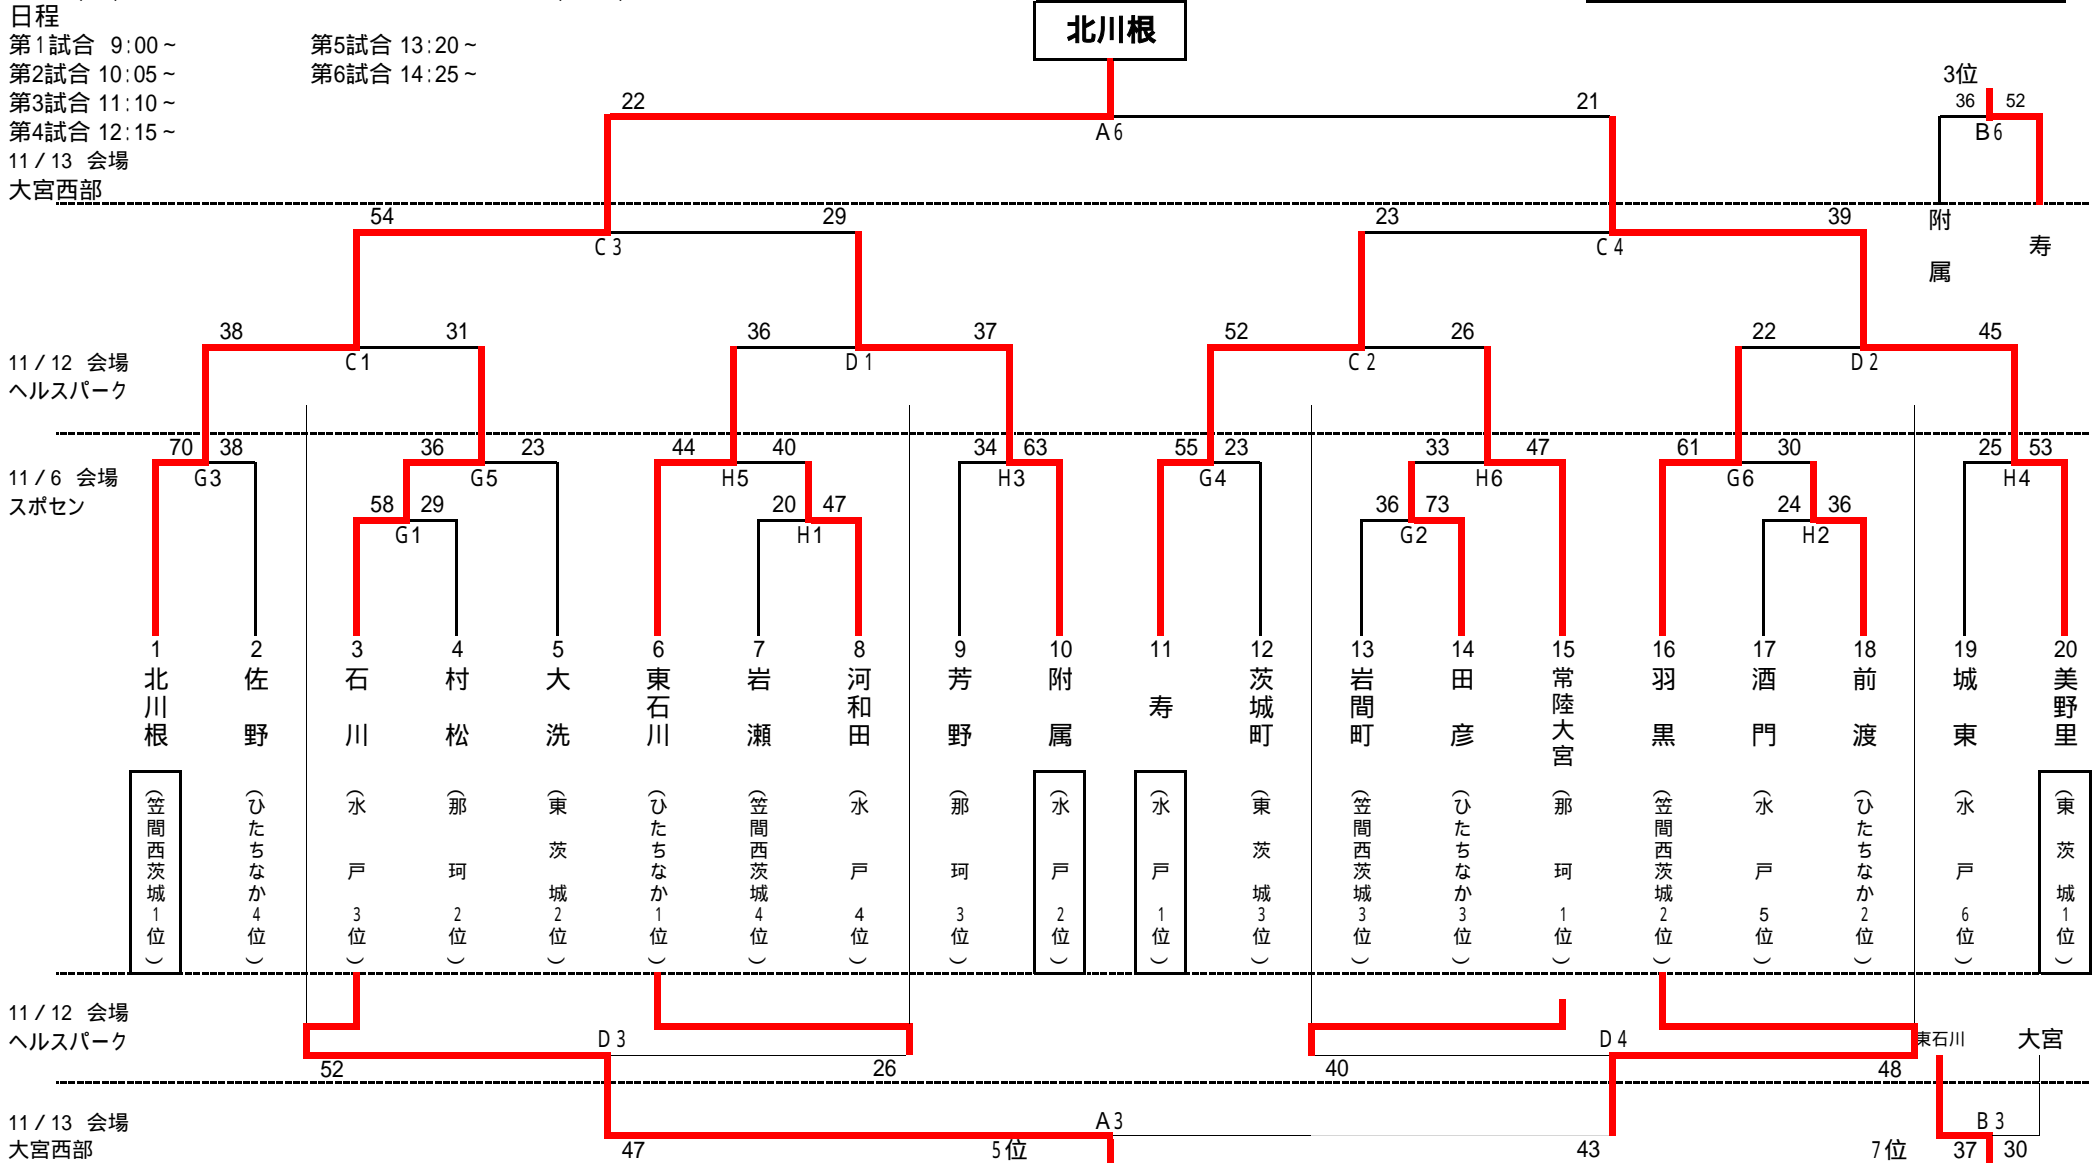 日程
北川根
第1試合 9:00～ 第5試合 13:20～
第2試合 10:05～ 第6試合 14:25～
3位
第3試合 11:10～
22 21 36 52
第4試合 12:15～
A6 B6
11/13 会場
大宮西部
54 29 23 39
C3 C4
附属 寿
38 31 36 37 52 26 22 45
C1 D1 C2 D2
11/12 会場
ヘルスパーク
70 38 36 23 44 40 34 63 55 23 33 47 61 30 25 53
G3 G5 H5 H3 G4 H6 G6 H4
11/6 会場
スポセン
58 29 20 47 36 73 24 36
G1 H1 G2 H2
1 北川根 (笠間西茨城1位)
2 佐野 (ひたちなか4位)
3 石川 (水戸3位)
4 村松 (那珂2位)
5 大洗 (東茨城2位)
6 東石川 (ひたちなか1位)
7 岩瀬 (笠間西茨城4位)
8 河和田 (水戸4位)
9 芳野 (那珂3位)
10 附属 (水戸2位)
11 寿 (水戸1位)
12 茨城町 (東茨城3位)
13 岩間町 (笠間西茨城3位)
14 田彦 (ひたちなか3位)
15 常陸大宮 (那珂1位)
16 羽黒 (笠間西茨城2位)
17 酒門 (水戸5位)
18 前渡 (ひたちなか2位)
19 城東 (水戸6位)
20 美野里 (東茨城1位)
11/12 会場
ヘルスパーク
D3 D4 東石川 大宮
52 26 40 48
11/13 会場
大宮西部
A3 B3
47 5位 43 7位 37 30